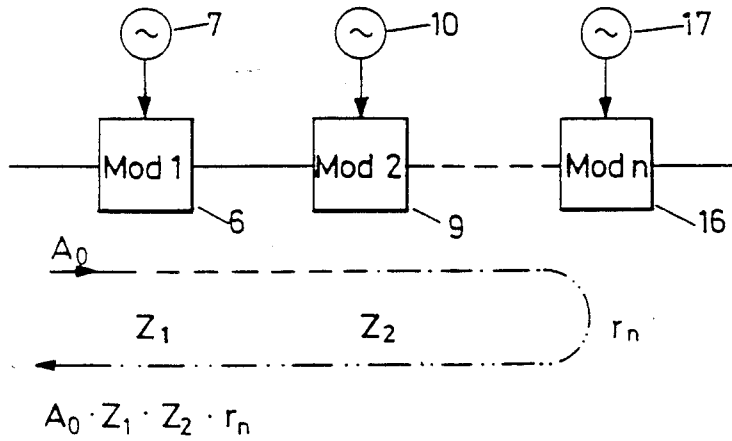 7 10 17
~ ~ ~
Mod 1 Mod 2 Mod n
6 9 16
A₀
Z₁ Z₂ rₙ
A₀ · Z₁ · Z₂ · rₙ